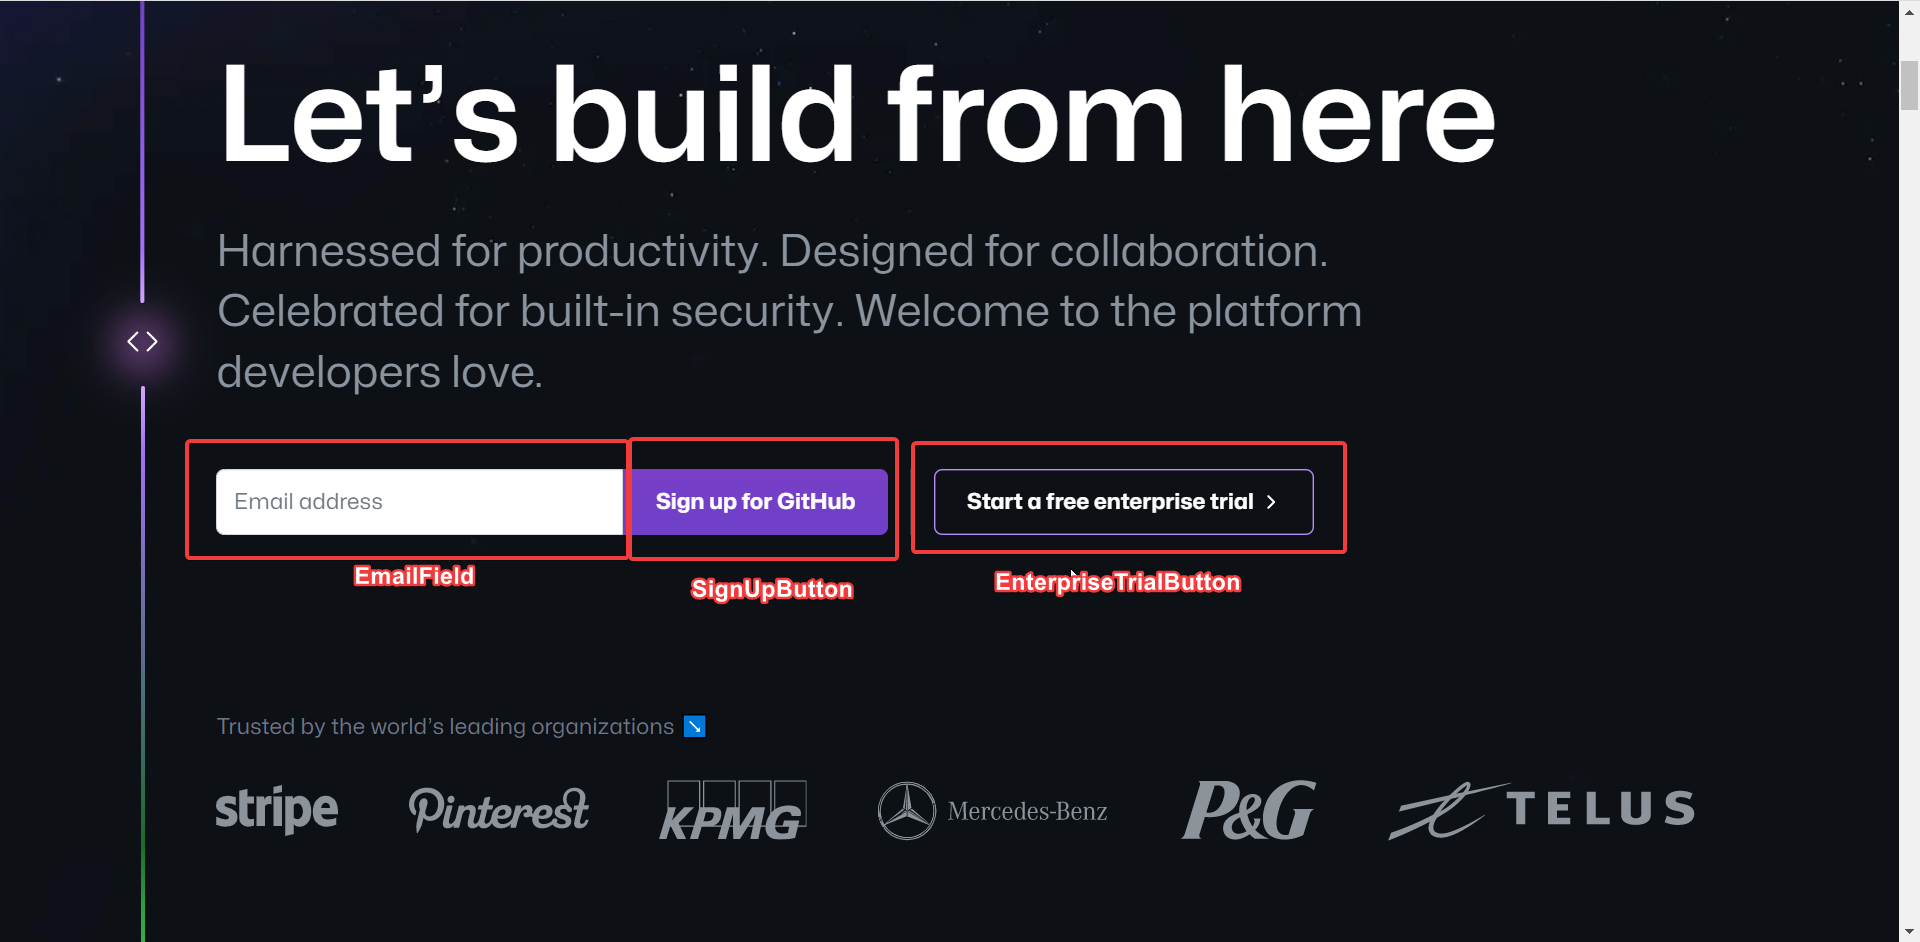 Let’s build from here
Harnessed for productivity. Designed for collaboration.
Celebrated for built-in security. Welcome to the platform
developers love.
Email address
Sign up for GitHub
Start a free enterprise trial
EmailField
SignUpButton
EnterpriseTrialButton
Trusted by the world’s leading organizations
stripe
Pinterest
KPMG
Mercedes-Benz
P&G
TELUS